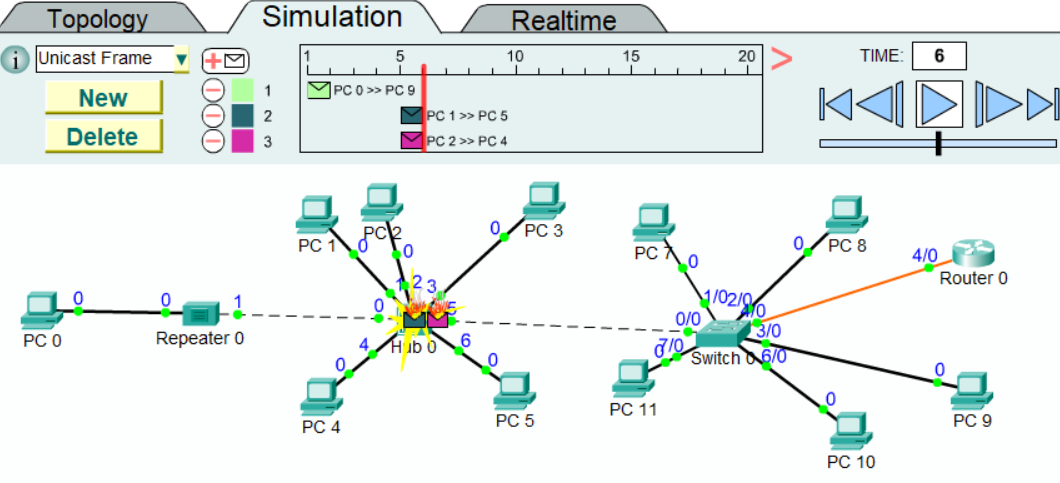 Topology Simulation Realtime
i Unicast Frame
New
Delete
1
2
3
1 5 10 15 20
PC 0 >> PC 9
PC 1 >> PC 5
PC 2 >> PC 4
TIME: 6
PC 1
PC 2
PC 3
PC 7
PC 8
Router 0
PC 0
Repeater 0
Hub 0
Switch 0
PC 4
PC 5
PC 11
PC 9
PC 10
0
0
1
0
0
0
0
1
2
3
5
4
0
6
0
0
1/0
2/0
0
4/0
4/0
0/0
3/0
6/0
7/0
0
0
0